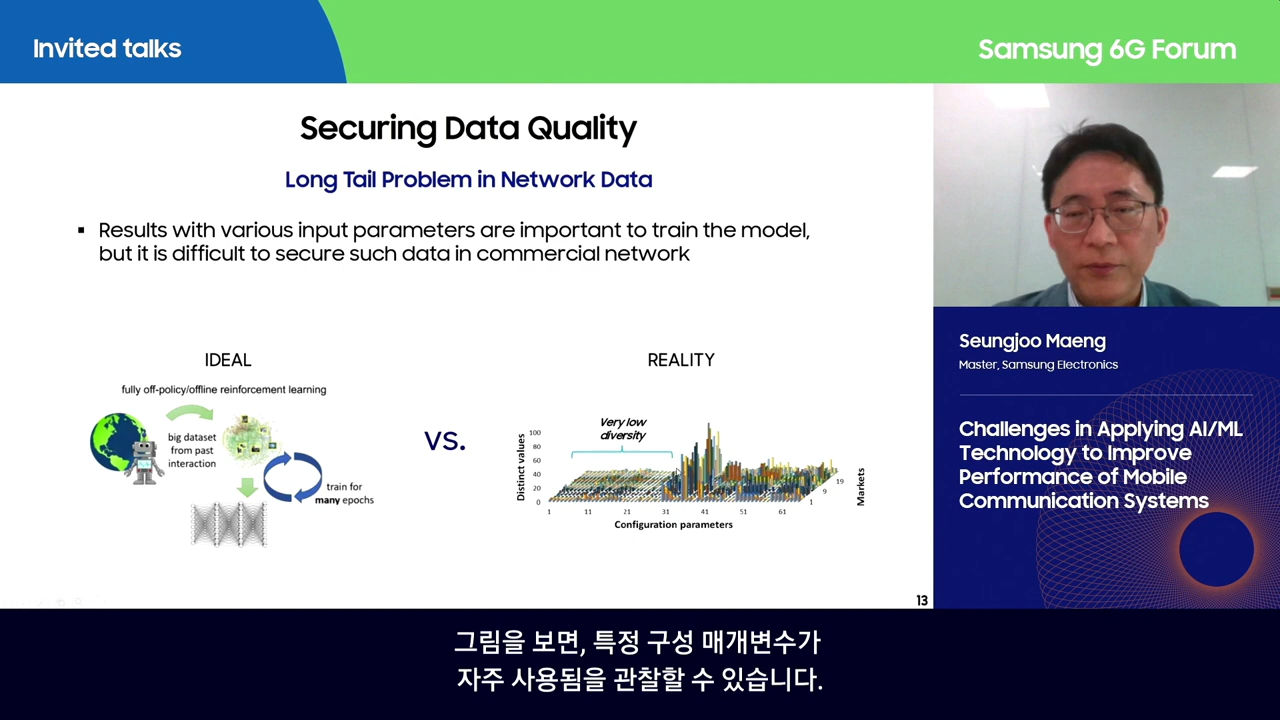 Invited talks
Samsung 6G Forum
Securing Data Quality
Long Tail Problem in Network Data
▪ Results with various input parameters are important to train the model,
but it is difficult to secure such data in commercial network
IDEAL
fully off-policy/offline reinforcement learning
big dataset
from past
interaction
train for
many epochs
vs.
REALITY
Very low
diversity
Distinct values
100
80
60
40
20
0
1
11
21
31
41
51
61
Configuration parameters
1
9
19
Markets
13
Seungjoo Maeng
Master, Samsung Electronics
Challenges in Applying AI/ML
Technology to Improve
Performance of Mobile
Communication Systems
그림을 보면, 특정 구성 매개변수가
자주 사용됨을 관찰할 수 있습니다.